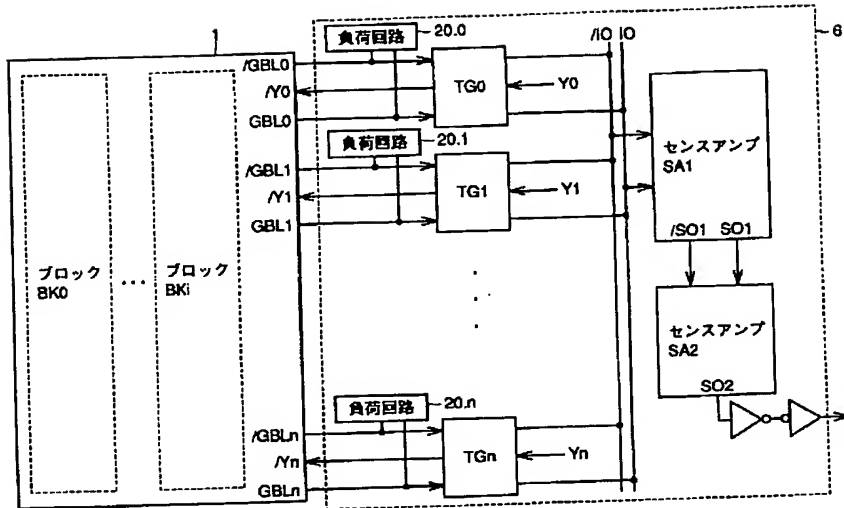 1
負荷回路
20.0
/IO IO
6
/GBL0
/Y0
GBL0
TG0
Y0
負荷回路
20.1
/GBL1
/Y1
GBL1
TG1
Y1
センスアンプ
SA1
/SO1 SO1
ブロック
BK0
...
ブロック
BKi
センスアンプ
SA2
SO2
負荷回路
20.n
/GBLn
/Yn
GBLn
TGn
Yn